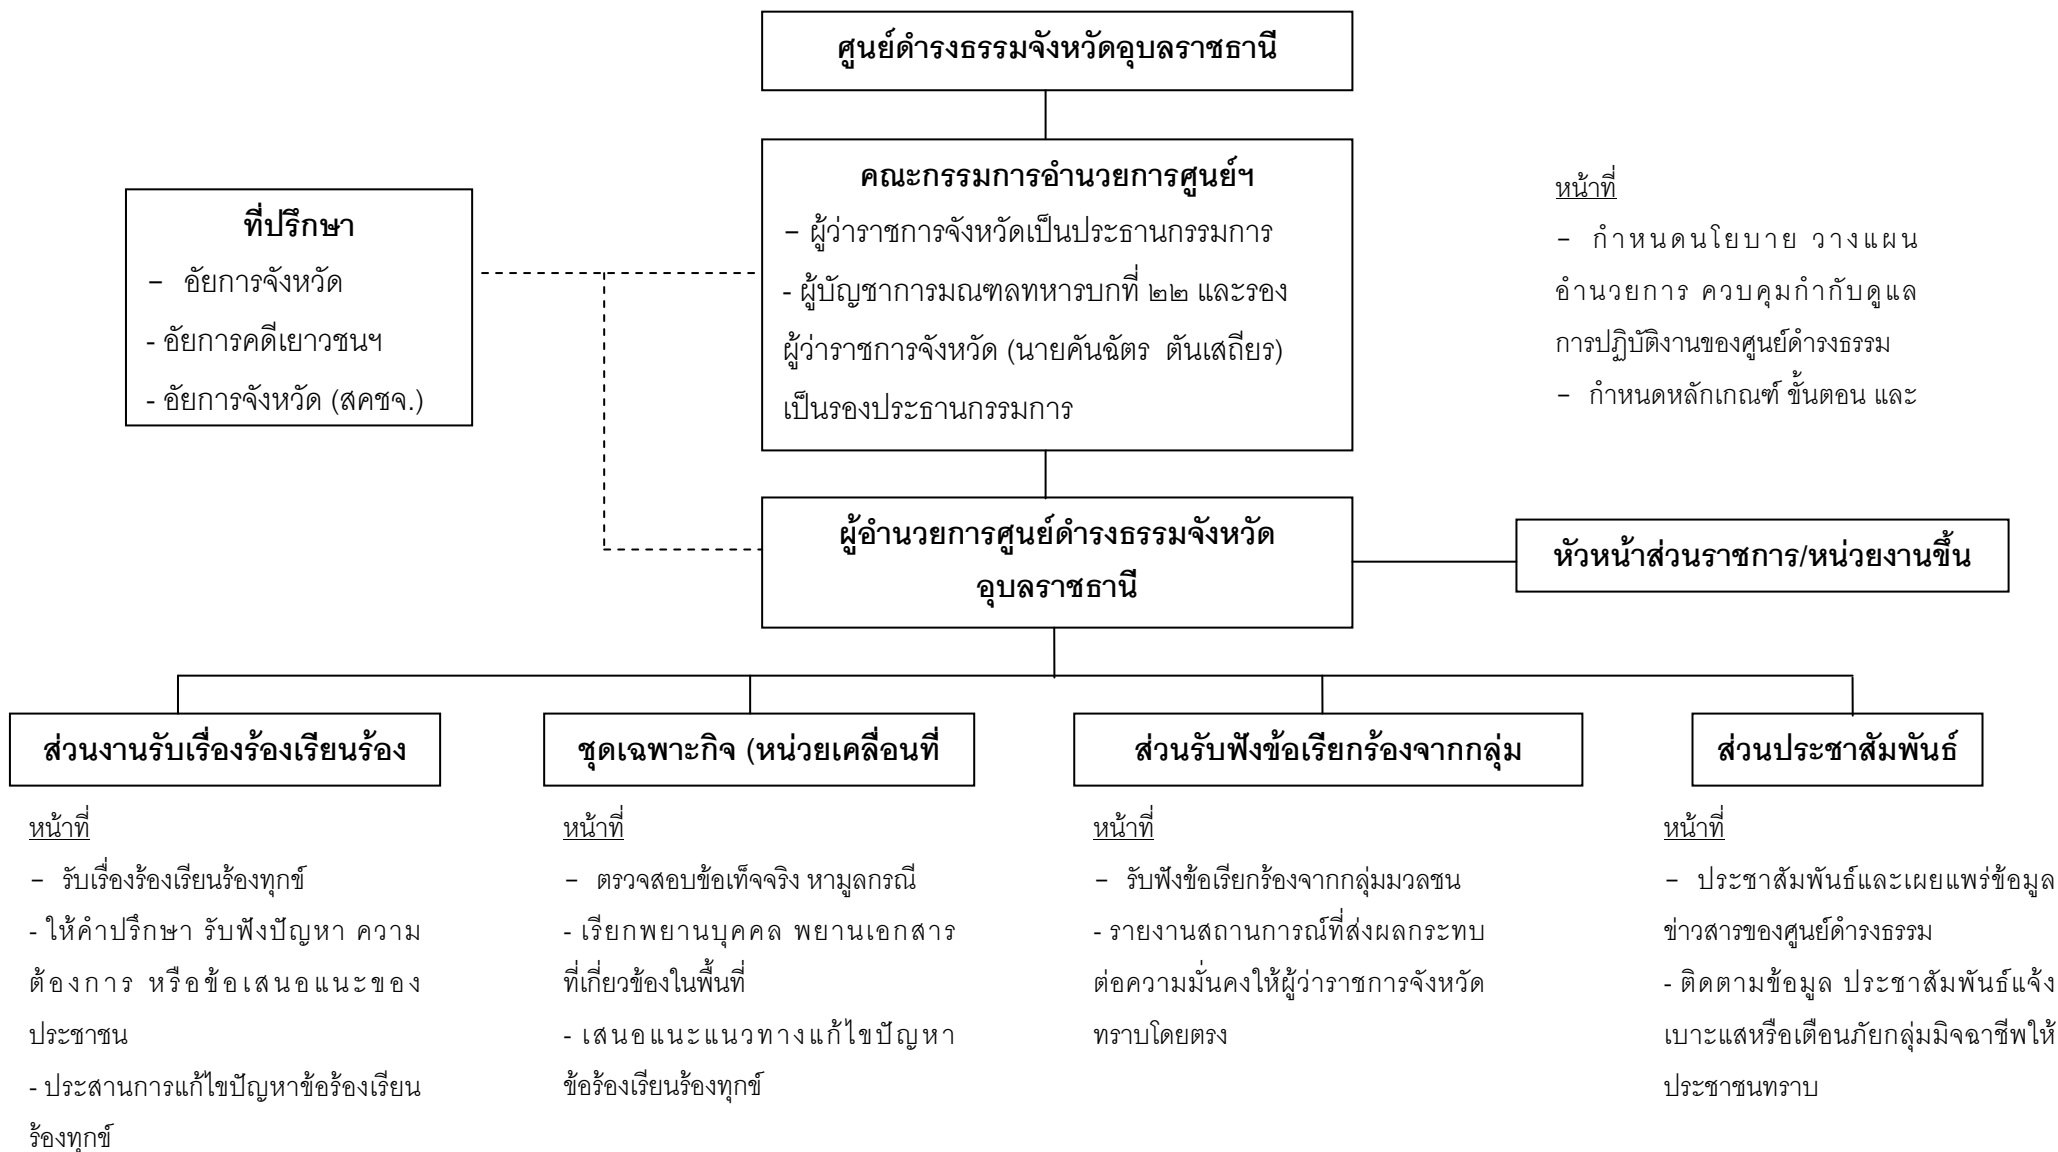 ศูนย์ดำรงธรรมจังหวัดอุบลราชธานี
คณะกรรมการอำนวยการศูนย์ฯ
– ผู้ว่าราชการจังหวัดเป็นประธานกรรมการ
- ผู้บัญชาการมณฑลทหารบกที่ ๒๒ และรอง
ผู้ว่าราชการจังหวัด (นายคันฉัตร ตันเสถียร)
เป็นรองประธานกรรมการ
ที่ปรึกษา
– อัยการจังหวัด
- อัยการคดีเยาวชนฯ
- อัยการจังหวัด (สคชจ.)
หน้าที่
– กำหนดนโยบาย วางแผน
อำนวยการ ควบคุมกำกับดูแล
การปฏิบัติงานของศูนย์ดำรงธรรม
– กำหนดหลักเกณฑ์ ขั้นตอน และ
ผู้อำนวยการศูนย์ดำรงธรรมจังหวัด
อุบลราชธานี
หัวหน้าส่วนราชการ/หน่วยงานขึ้น
ส่วนงานรับเรื่องร้องเรียนร้อง
หน้าที่
– รับเรื่องร้องเรียนร้องทุกข์
- ให้คำปรึกษา รับฟังปัญหา ความ
ต้องการ หรือข้อเสนอแนะของ
ประชาชน
- ประสานการแก้ไขปัญหาข้อร้องเรียน
ร้องทุกข์
ชุดเฉพาะกิจ (หน่วยเคลื่อนที่
หน้าที่
– ตรวจสอบข้อเท็จจริง หามูลกรณี
- เรียกพยานบุคคล พยานเอกสาร
ที่เกี่ยวข้องในพื้นที่
- เสนอแนะแนวทางแก้ไขปัญหา
ข้อร้องเรียนร้องทุกข์
ส่วนรับฟังข้อเรียกร้องจากกลุ่ม
หน้าที่
– รับฟังข้อเรียกร้องจากกลุ่มมวลชน
- รายงานสถานการณ์ที่ส่งผลกระทบ
ต่อความมั่นคงให้ผู้ว่าราชการจังหวัด
ทราบโดยตรง
ส่วนประชาสัมพันธ์
หน้าที่
– ประชาสัมพันธ์และเผยแพร่ข้อมูล
ข่าวสารของศูนย์ดำรงธรรม
- ติดตามข้อมูล ประชาสัมพันธ์แจ้ง
เบาะแสหรือเตือนภัยกลุ่มมิจฉาชีพให้
ประชาชนทราบ